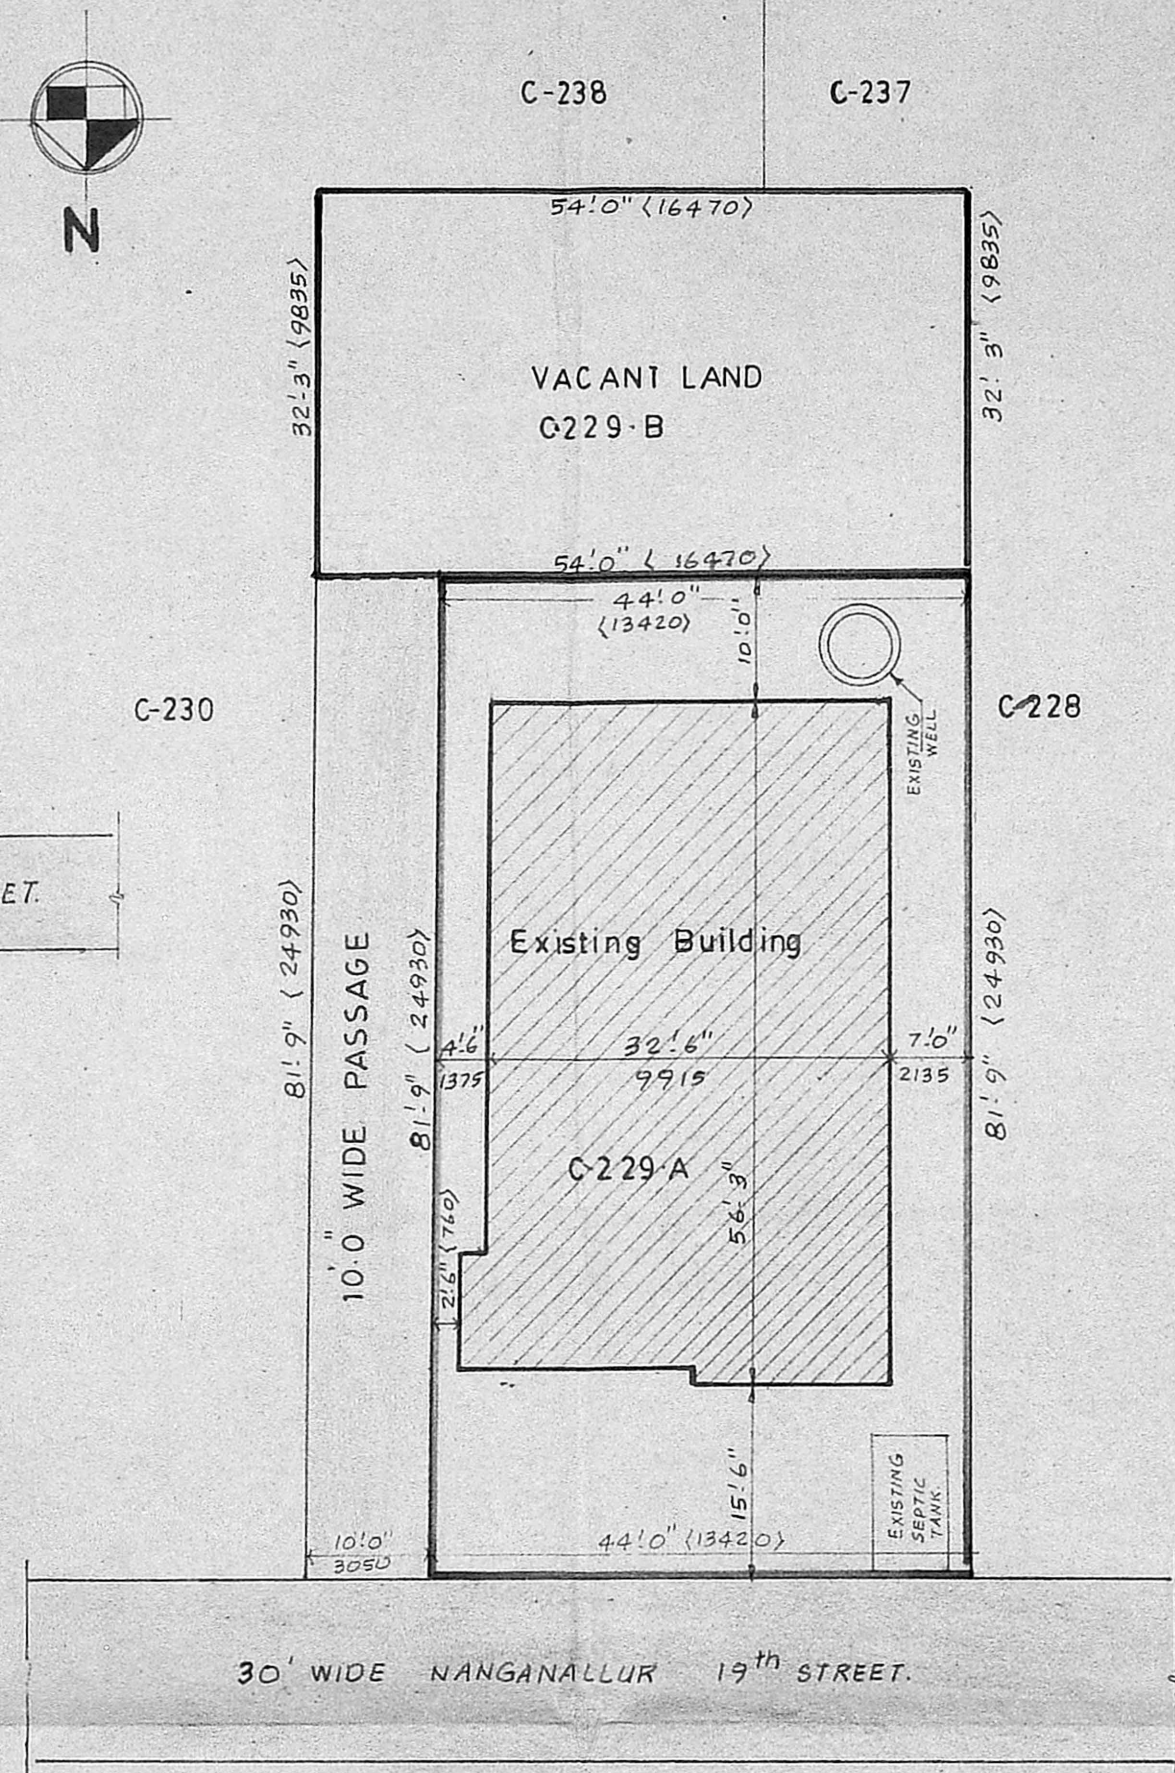 C-238
C-237
N
54'.0" <16470>
32'-3" <9835>
32'. 3" <9835>
VACANT LAND
C·229·B
54'.0" < 16470>
44'.0"
<13420>
10'.0"
C-230
C-228
EXISTING
WELL
ET.
Existing Building
81'.9" < 24930>
10'.0" WIDE PASSAGE
81'.9" < 24930>
81'.9" <24930>
4'.6"
1375
32'.6"
9915
7'.0"
2135
C·229·A
56'. 3"
2'.6" <760>
15'.6"
EXISTING
SEPTIC
TANK
10'.0"
3050
44'.0" <13420>
30' WIDE NANGANALLUR 19th STREET.